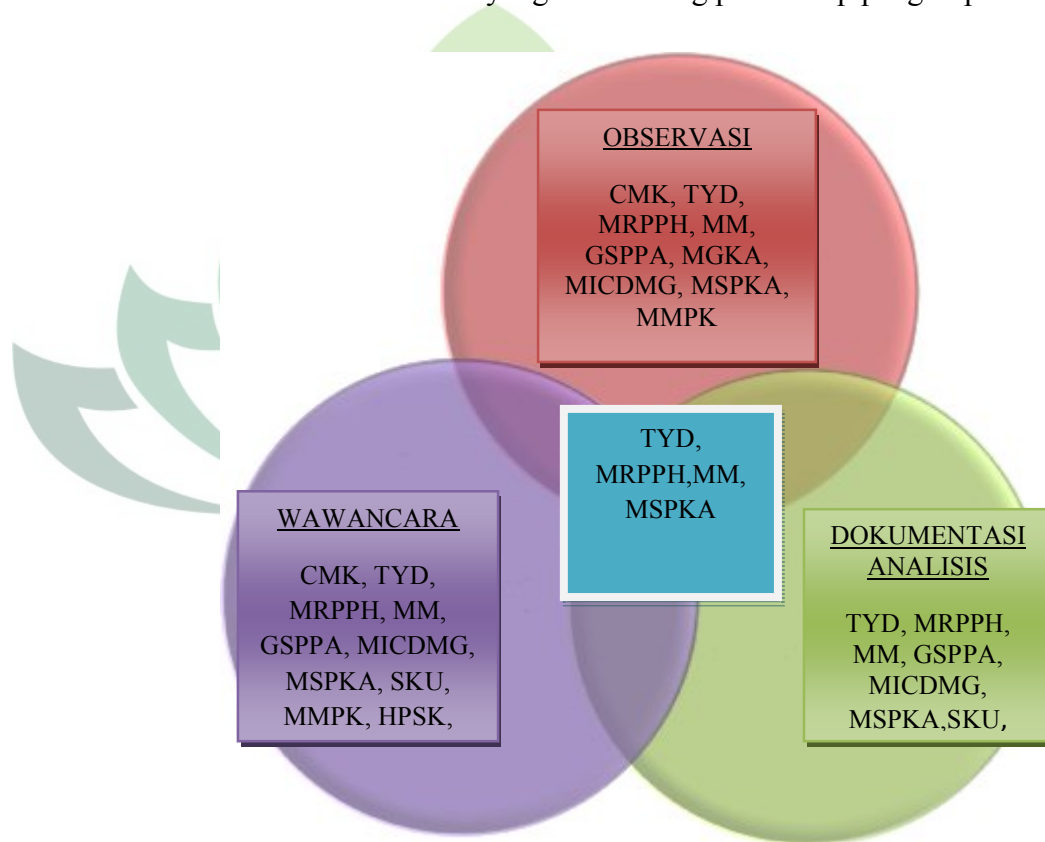 OBSERVASI
CMK, TYD,
MRPPH, MM,
GSPPA, MGKA,
MICDMG, MSPKA,
MMPK
TYD,
MRPPH,MM,
MSPKA
WAWANCARA
CMK, TYD,
MRPPH, MM,
GSPPA, MICDMG,
MSPKA, SKU,
MMPK, HPSK,
DOKUMENTASI
ANALISIS
TYD, MRPPH,
MM, GSPPA,
MICDMG,
MSPKA,SKU,